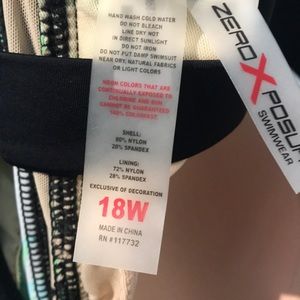 HAND WASH COLD WATER
DO NOT BLEACH
LINE DRY NOT
IN DIRECT SUNLIGHT
DO NOT IRON
DO NOT PUT DAMP SWIMSUIT
NEAR DRY, NATURAL FABRICS
OR LIGHT COLORS
NEON COLORS THAT ARE
CONTINUALLY EXPOSED TO
CHLORINE AND SUN
CANNOT BE GUARANTEED
100% COLORFAST.
SHELL:
80% NYLON
20% SPANDEX
LINING:
72% NYLON
28% SPANDEX
EXCLUSIVE OF DECORATION
18W
MADE IN CHINA
RN #117732
ZEROXPOSUR
SWIMWEAR